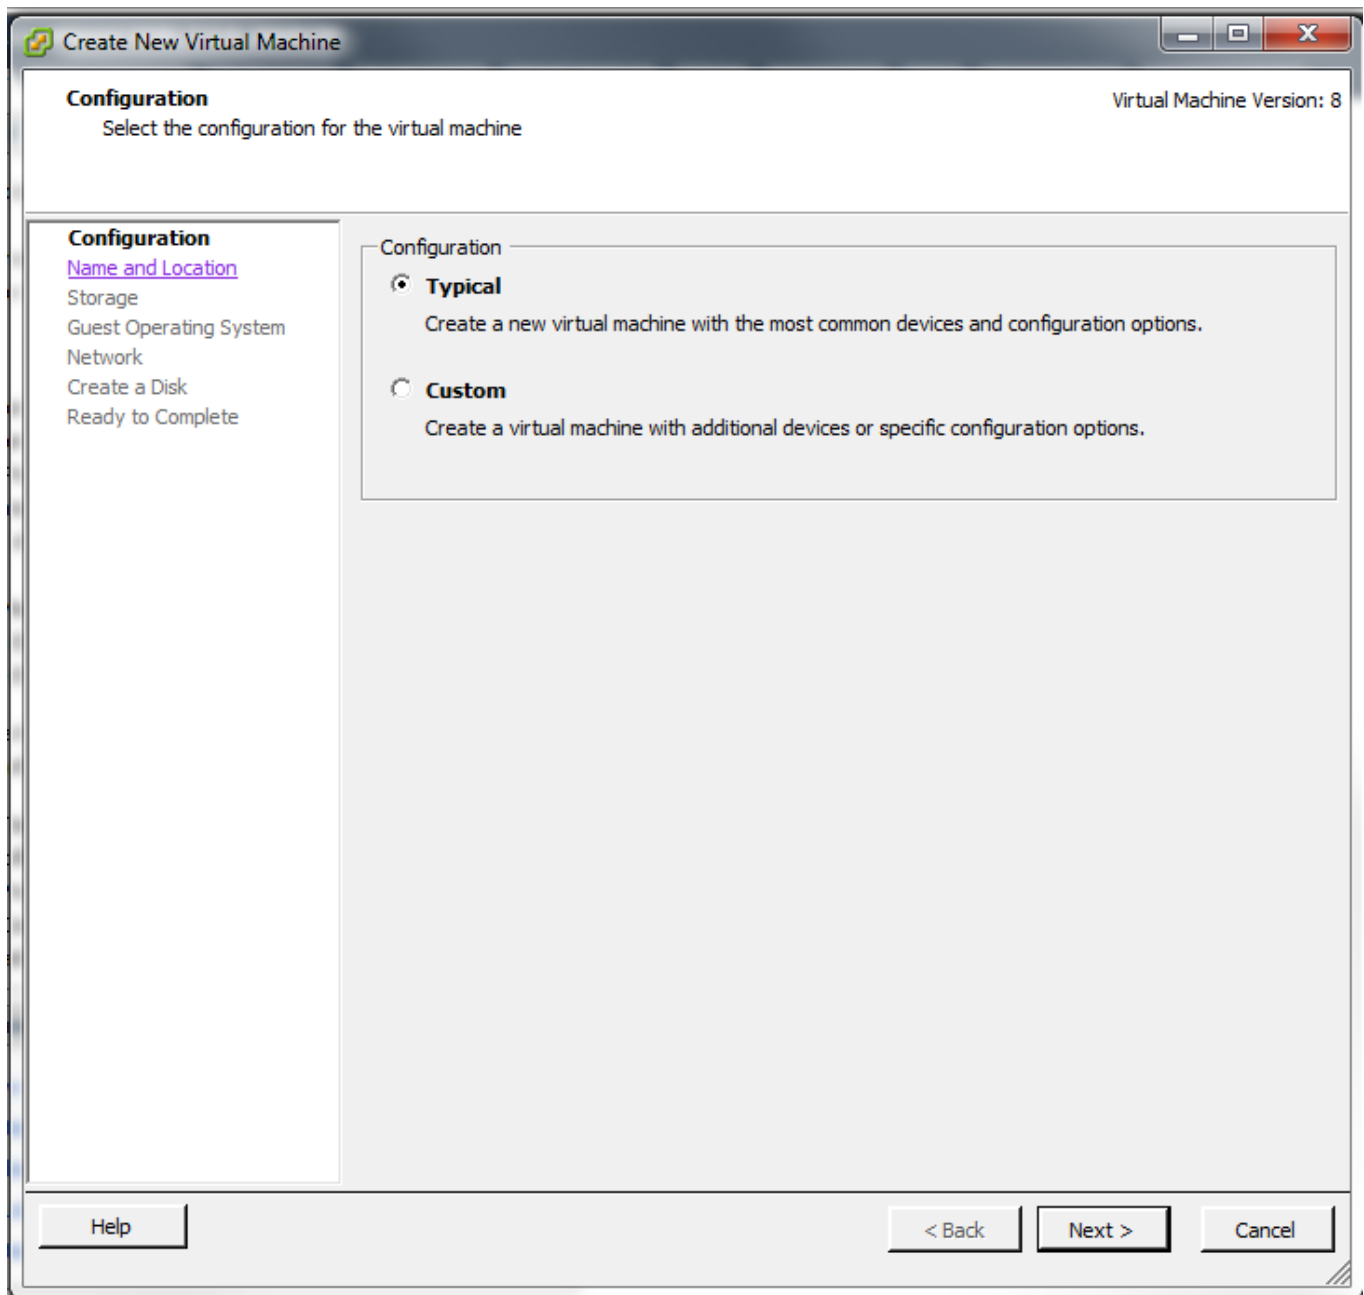 Create New Virtual Machine
Configuration
Virtual Machine Version: 8
Select the configuration for the virtual machine
Configuration
Name and Location
Storage
Guest Operating System
Network
Create a Disk
Ready to Complete
Configuration
Typical
Create a new virtual machine with the most common devices and configuration options.
Custom
Create a virtual machine with additional devices or specific configuration options.
Help
< Back
Next >
Cancel